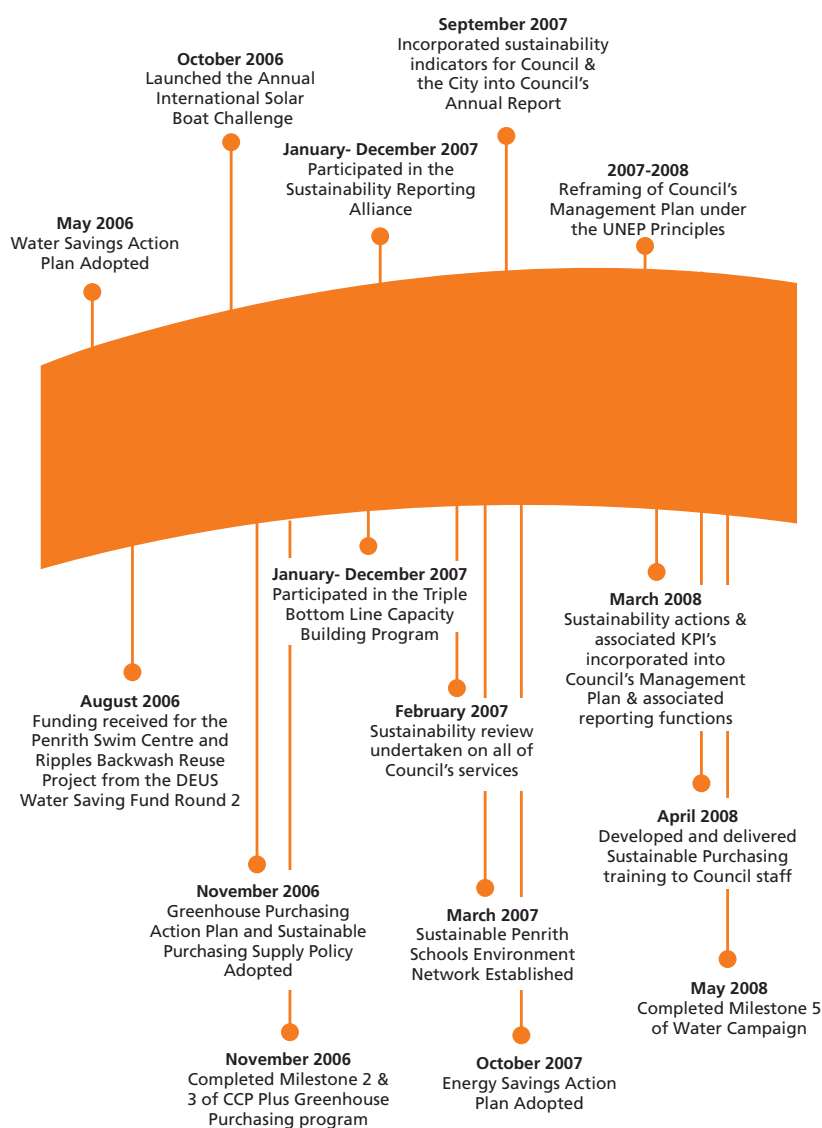 September 2007
Incorporated sustainability
indicators for Council &
the City into Council's
Annual Report
October 2006
Launched the Annual
International Solar
Boat Challenge
January- December 2007
Participated in the
Sustainability Reporting
Alliance
2007-2008
Reframing of Council's
Management Plan under
the UNEP Principles
May 2006
Water Savings Action
Plan Adopted
January- December 2007
Participated in the Triple
Bottom Line Capacity
Building Program
March 2008
Sustainability actions &
associated KPI's
incorporated into
Council's Management
Plan & associated
reporting functions
August 2006
Funding received for the
Penrith Swim Centre and
Ripples Backwash Reuse
Project from the DEUS
Water Saving Fund Round 2
February 2007
Sustainability review
undertaken on all of
Council's services
April 2008
Developed and delivered
Sustainable Purchasing
training to Council staff
November 2006
Greenhouse Purchasing
Action Plan and Sustainable
Purchasing Supply Policy
Adopted
March 2007
Sustainable Penrith
Schools Environment
Network Established
May 2008
Completed Milestone 5
of Water Campaign
November 2006
Completed Milestone 2 &
3 of CCP Plus Greenhouse
Purchasing program
October 2007
Energy Savings Action
Plan Adopted